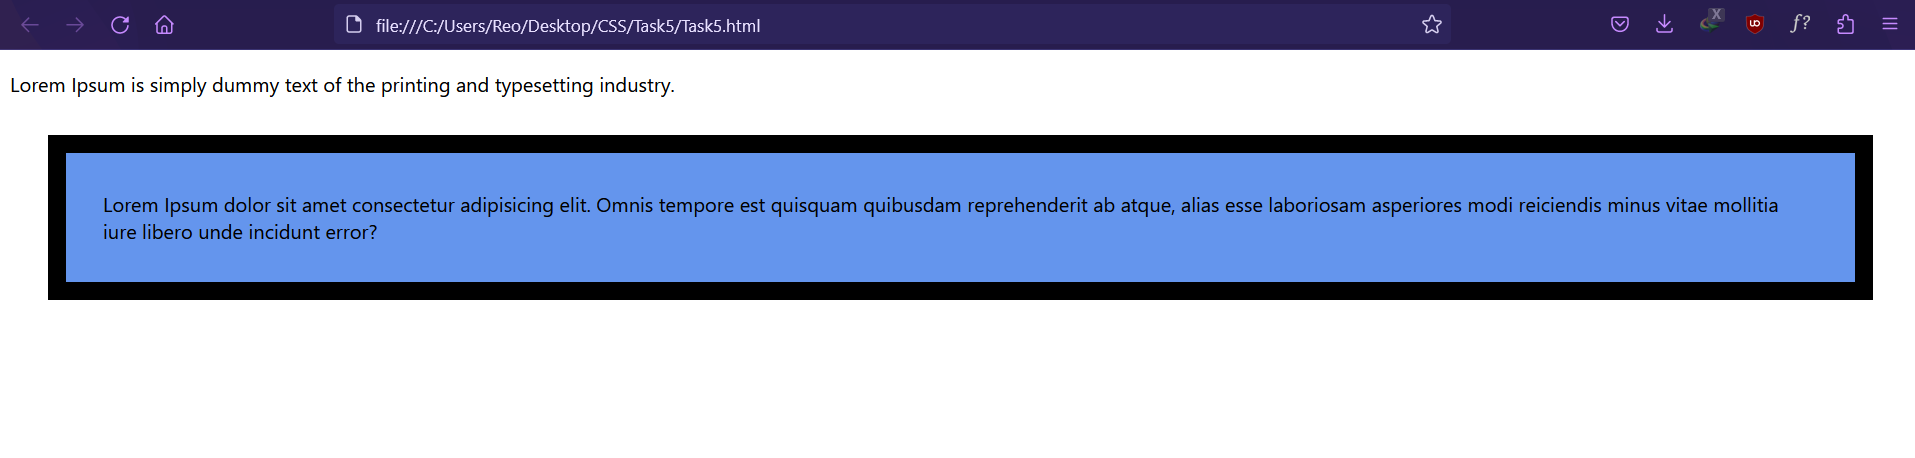 file:///C:/Users/Reo/Desktop/CSS/Task5/Task5.html
X
f?
Lorem Ipsum is simply dummy text of the printing and typesetting industry.
Lorem Ipsum dolor sit amet consectetur adipisicing elit. Omnis tempore est quisquam quibusdam reprehenderit ab atque, alias esse laboriosam asperiores modi reiciendis minus vitae mollitia
iure libero unde incidunt error?